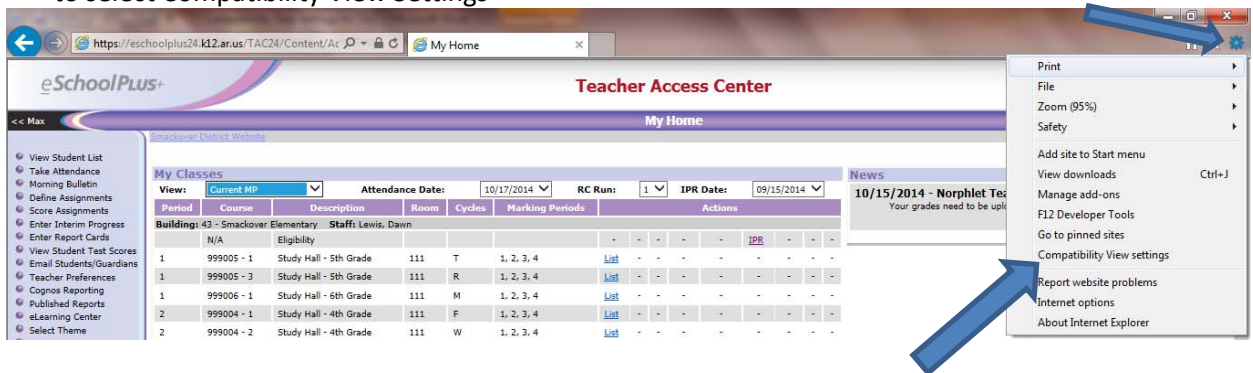 to select Compatibility View Settings
https://eschoolplus24.k12.ar.us/TAC24/Content/Ac
My Home
eSchoolPLUS+
Teacher Access Center
<< Max
My Home
Smackover District Website
View Student List
Take Attendance
Morning Bulletin
Define Assignments
Score Assignments
Enter Interim Progress
Enter Report Cards
View Student Test Scores
Email Students/Guardians
Teacher Preferences
Cognos Reporting
Published Reports
eLearning Center
Select Theme
My Classes
View: Current MP Attendance Date: 10/17/2014 RC Run: 1 IPR Date: 09/15/2014
Period Course Description Room Cycles Marking Periods Actions
Building: 43 - Smackover Elementary Staff: Lewis, Dawn
N/A Eligibility - - - - - IPR - - -
1 999005 - 1 Study Hall - 5th Grade 111 T 1, 2, 3, 4 List - - - - - - - -
1 999005 - 3 Study Hall - 5th Grade 111 R 1, 2, 3, 4 List - - - - - - - -
1 999006 - 1 Study Hall - 6th Grade 111 M 1, 2, 3, 4 List - - - - - - - -
2 999004 - 1 Study Hall - 4th Grade 111 F 1, 2, 3, 4 List - - - - - - - -
2 999004 - 2 Study Hall - 4th Grade 111 W 1, 2, 3, 4 List - - - - - - - -
News
10/15/2014 - Norphlet Tea
Your grades need to be uplo
Print
File
Zoom (95%)
Safety
Add site to Start menu
View downloads Ctrl+J
Manage add-ons
F12 Developer Tools
Go to pinned sites
Compatibility View settings
Report website problems
Internet options
About Internet Explorer